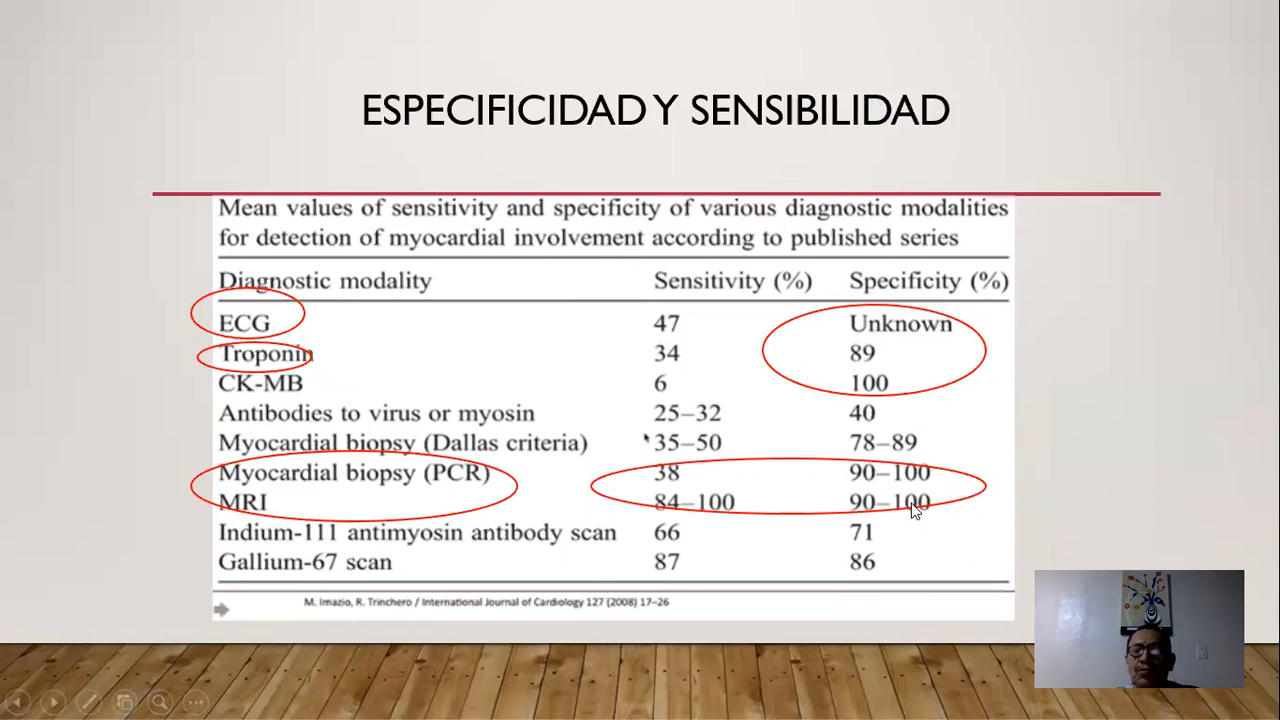 ESPECIFICIDAD Y SENSIBILIDAD
Mean values of sensitivity and specificity of various diagnostic modalities
for detection of myocardial involvement according to published series
Diagnostic modality Sensitivity (%) Specificity (%)
ECG 47 Unknown
Troponin 34 89
CK-MB 6 100
Antibodies to virus or myosin 25–32 40
Myocardial biopsy (Dallas criteria) 35–50 78–89
Myocardial biopsy (PCR) 38 90–100
MRI 84–100 90–100
Indium-111 antimyosin antibody scan 66 71
Gallium-67 scan 87 86
M. Imazio, R. Trinchero / International Journal of Cardiology 127 (2008) 17–26